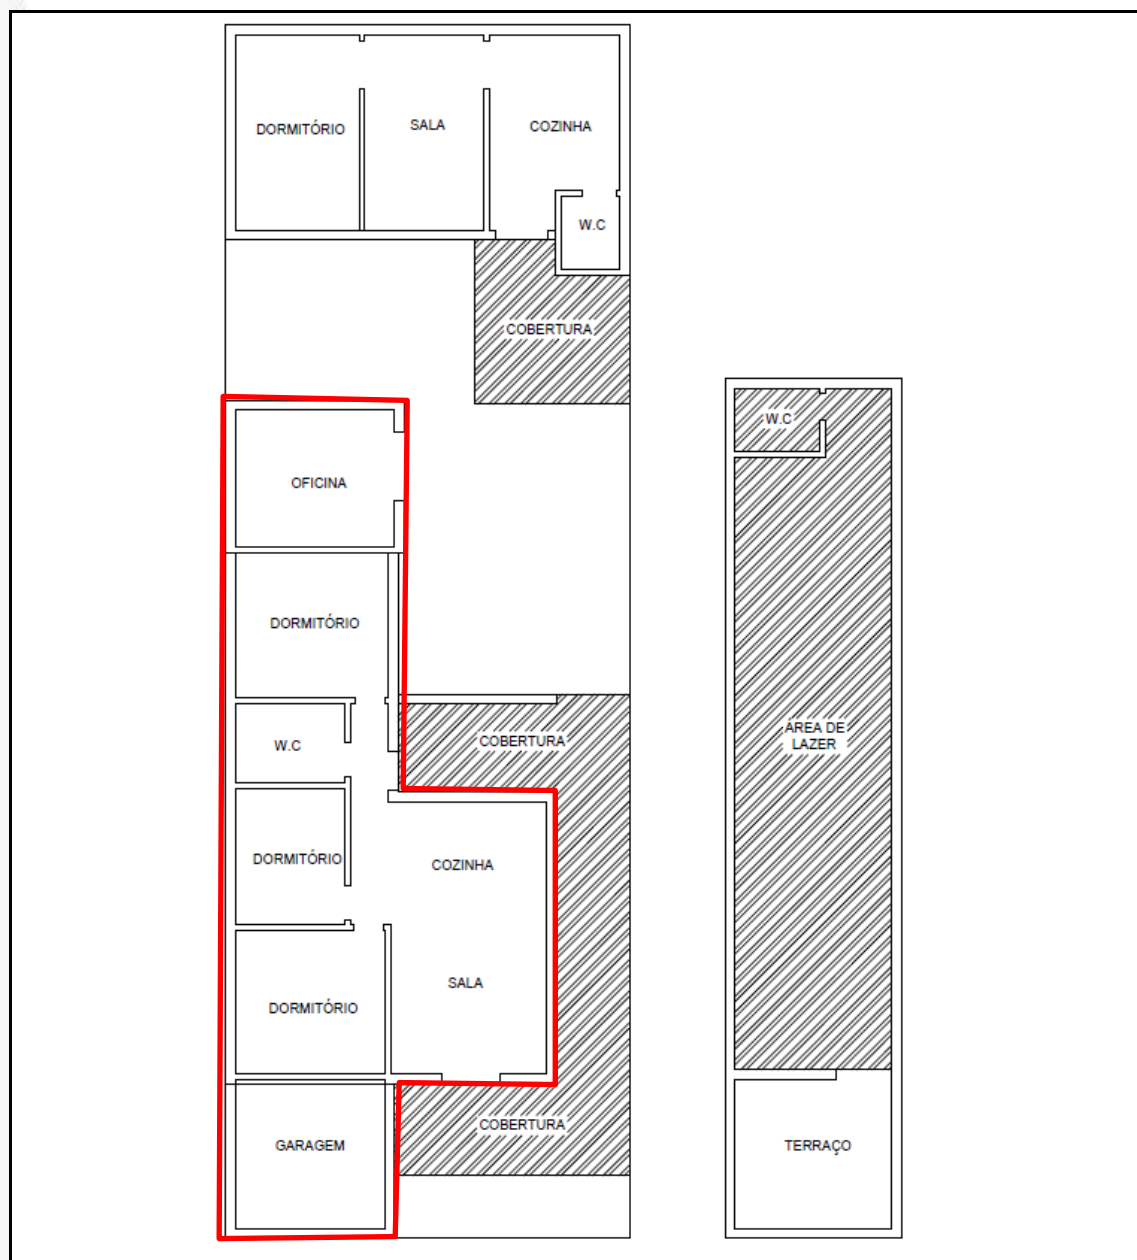 DORMITÓRIO
SALA
COZINHA
W.C
COBERTURA
OFICINA
DORMITÓRIO
W.C
COBERTURA
DORMITÓRIO
COZINHA
SALA
DORMITÓRIO
GARAGEM
COBERTURA
W.C
ÁREA DE
LAZER
TERRAÇO